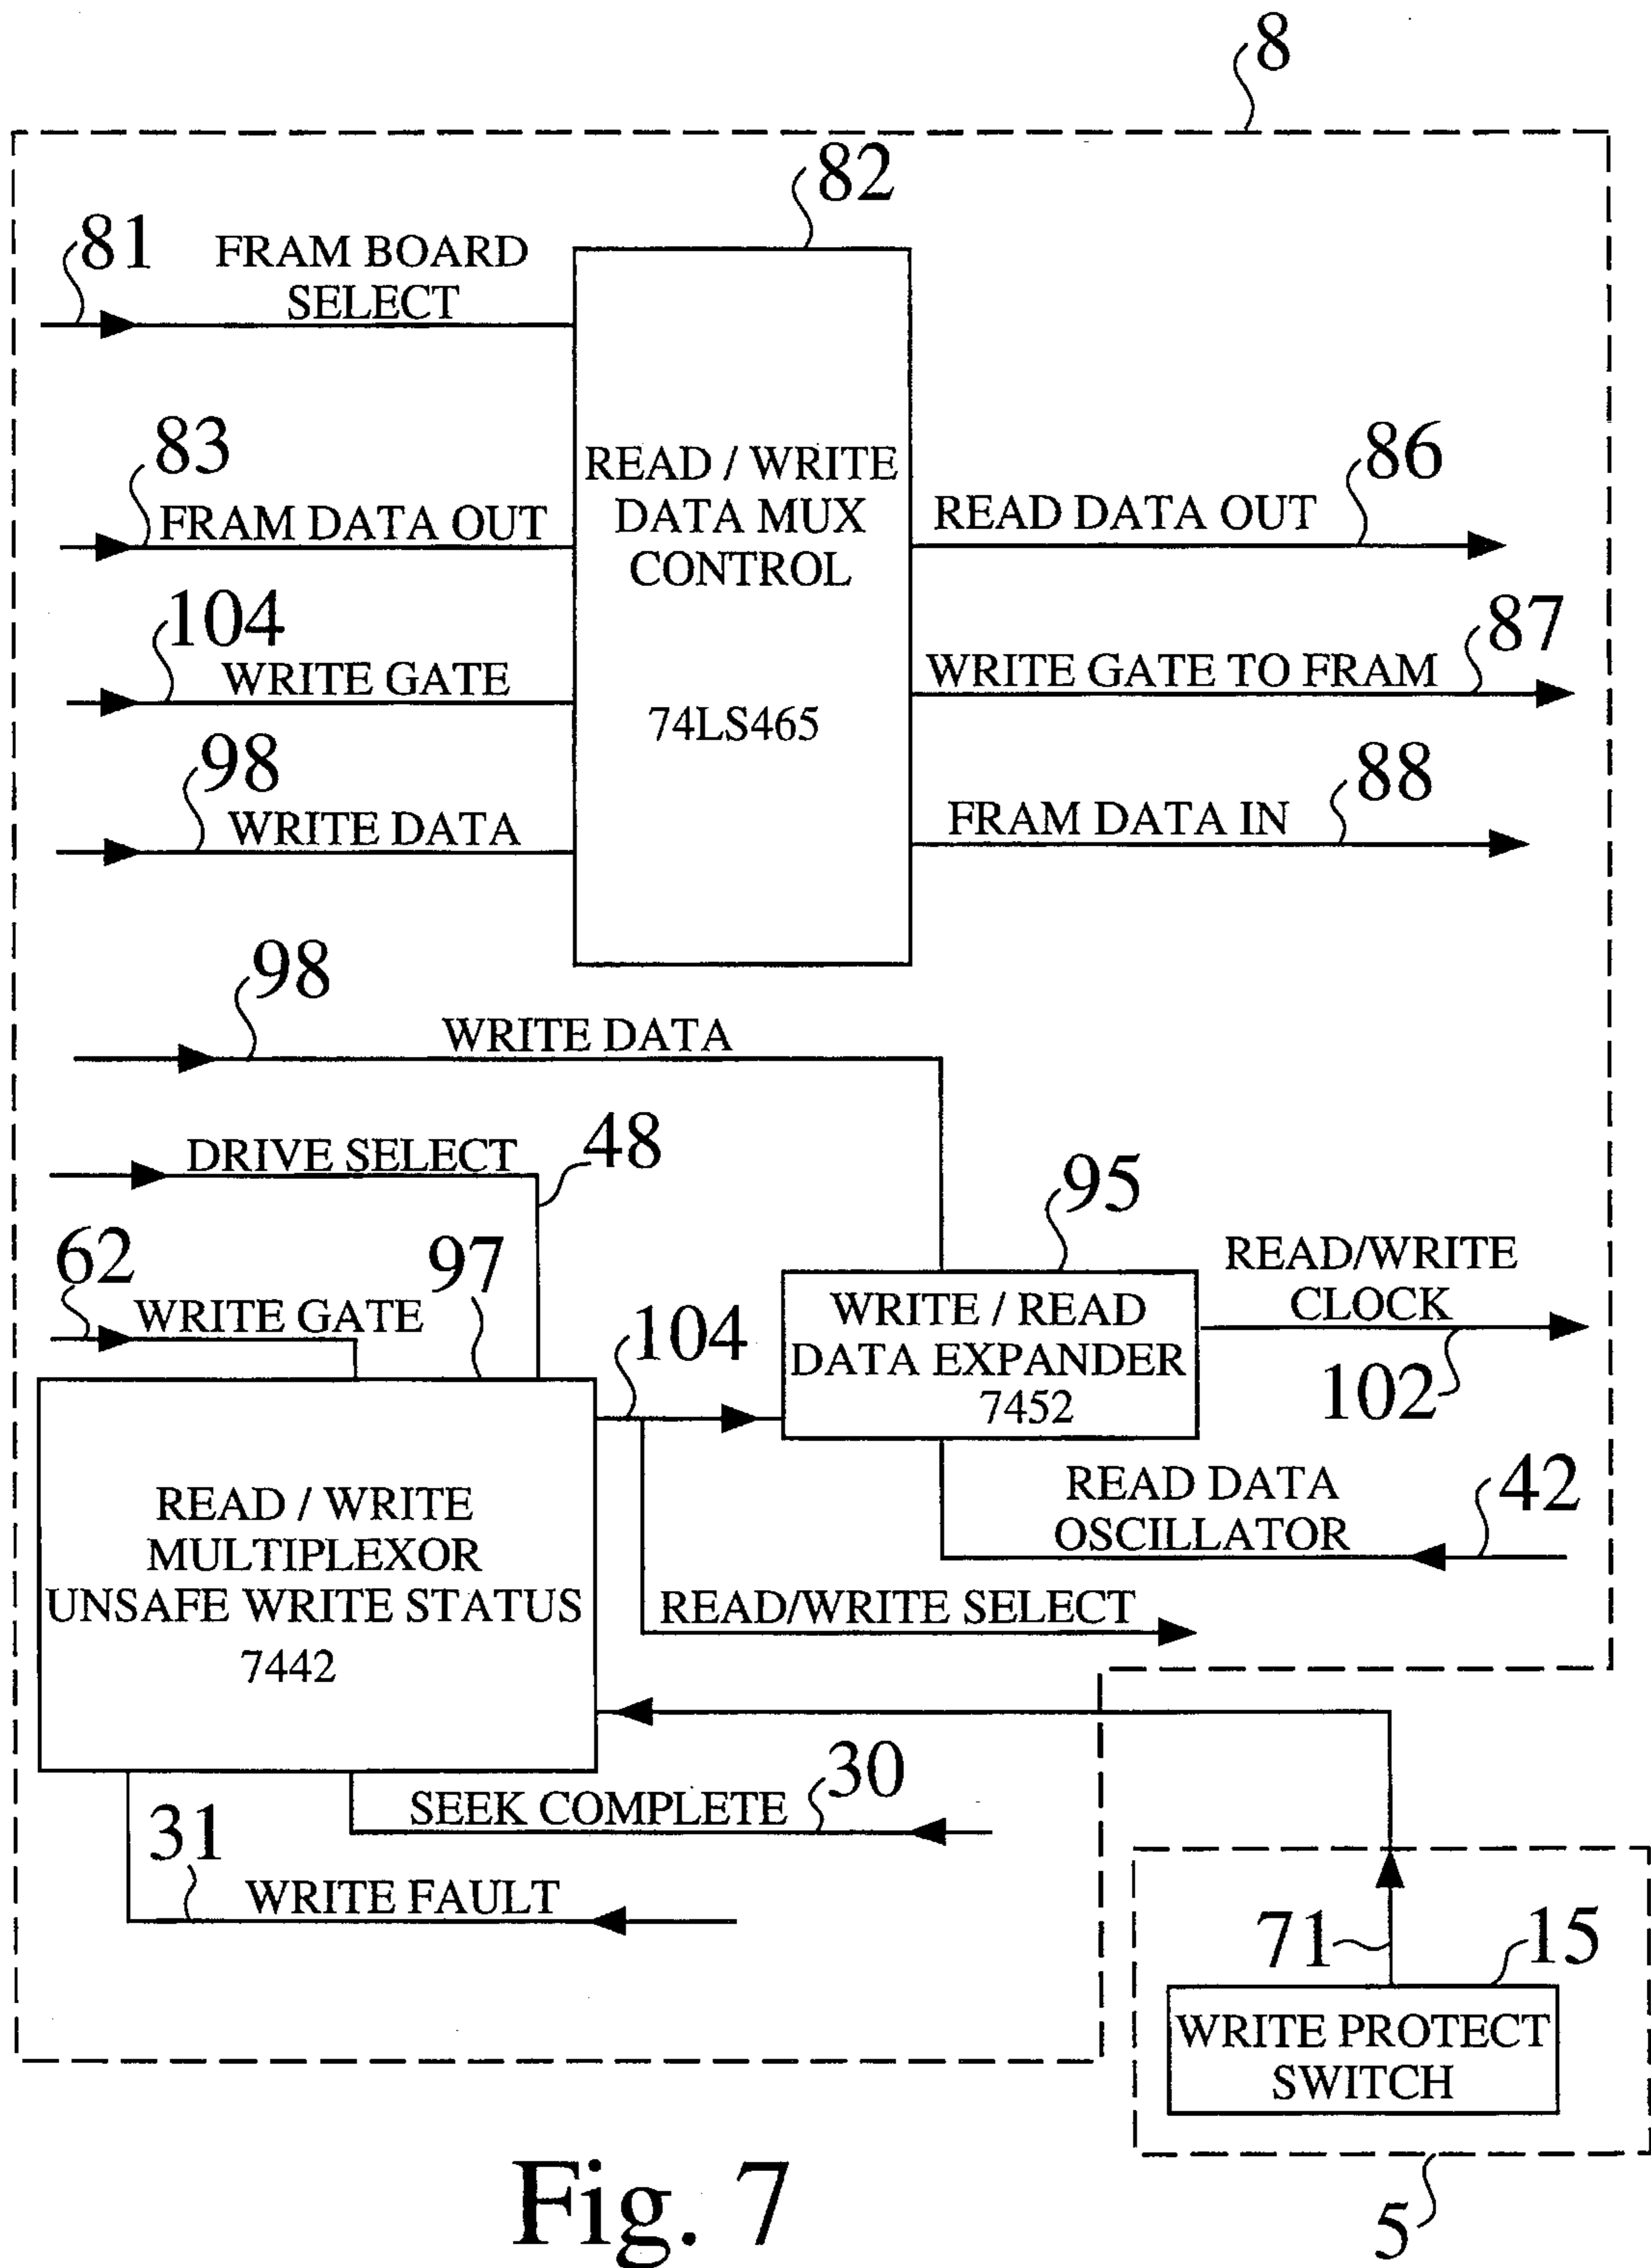 8
82
81
FRAM BOARD
SELECT
83
FRAM DATA OUT
104
WRITE GATE
98
WRITE DATA
READ / WRITE
DATA MUX
CONTROL
74LS465
86
READ DATA OUT
87
WRITE GATE TO FRAM
88
FRAM DATA IN
98
WRITE DATA
DRIVE SELECT
48
62
WRITE GATE
97
104
95
WRITE / READ
DATA EXPANDER
7452
READ/WRITE
CLOCK
102
READ DATA
OSCILLATOR
42
READ/WRITE SELECT
READ / WRITE
MULTIPLEXOR
UNSAFE WRITE STATUS
7442
SEEK COMPLETE
30
31
WRITE FAULT
71
15
WRITE PROTECT
SWITCH
5
Fig. 7